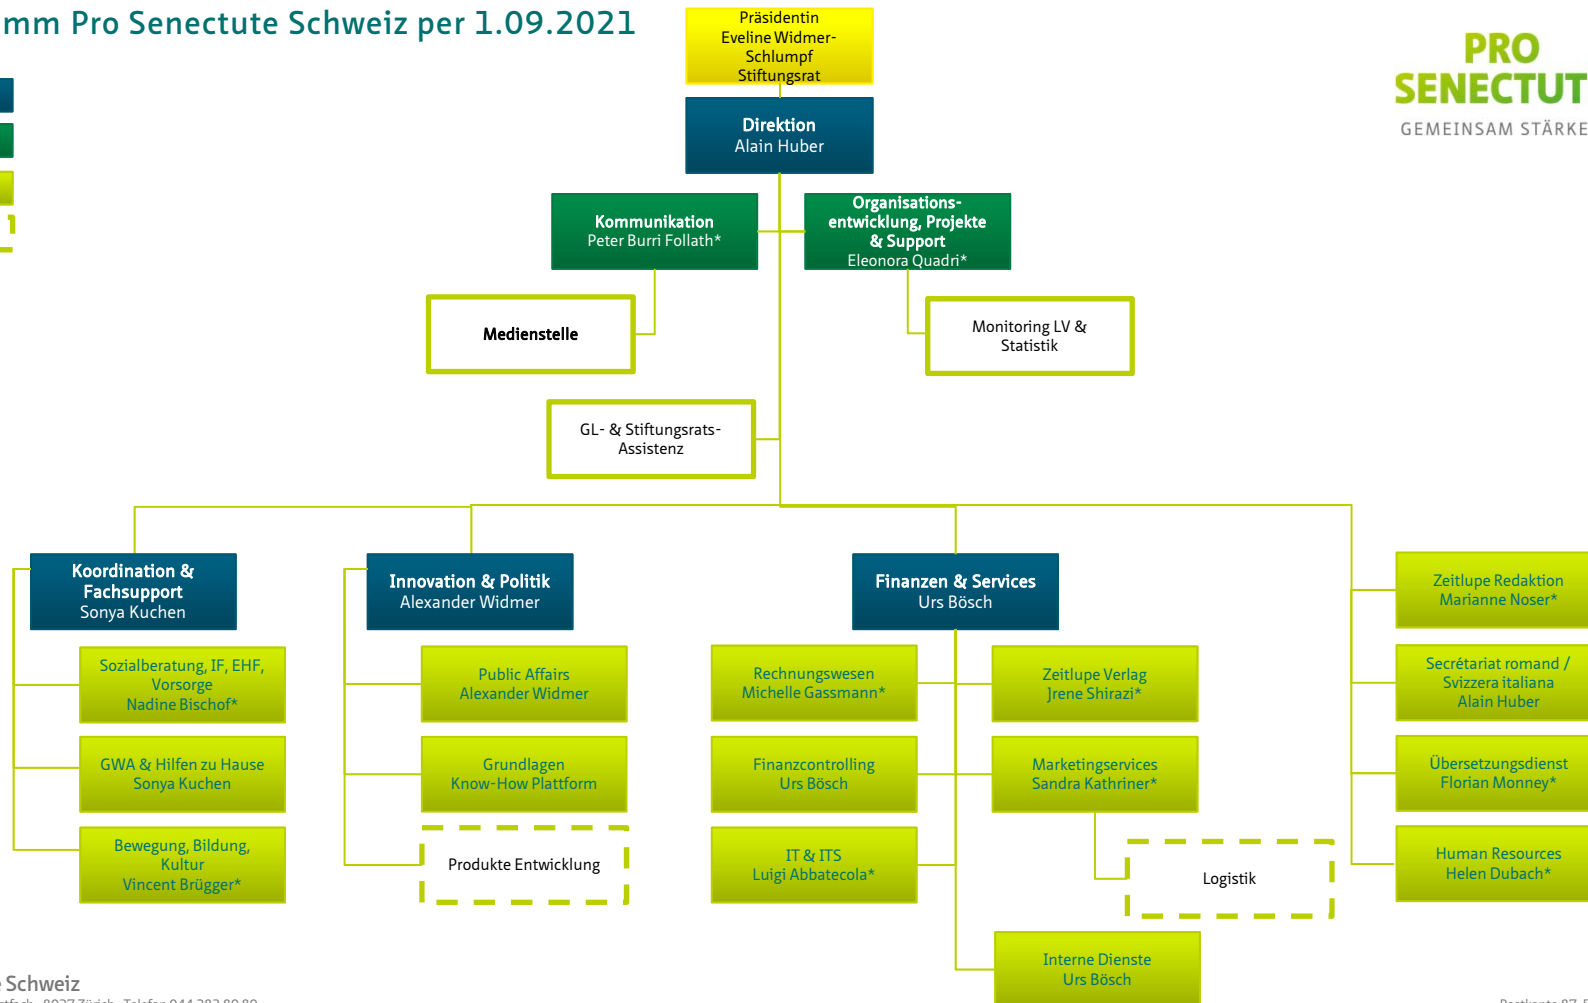 mm Pro Senectute Schweiz per 1.09.2021
Präsidentin
Eveline Widmer-
Schlumpf
Stiftungsrat
PRO
SENECTUT
GEMEINSAM STÄRKE
Direktion
Alain Huber
Kommunikation
Peter Burri Follath*
Organisations-
entwicklung, Projekte
& Support
Eleonora Quadri*
Medienstelle
Monitoring LV &
Statistik
GL- & Stiftungsrats-
Assistenz
Koordination &
Fachsupport
Sonya Kuchen
Innovation & Politik
Alexander Widmer
Finanzen & Services
Urs Bösch
Zeitlupe Redaktion
Marianne Noser*
Sozialberatung, IF, EHF,
Vorsorge
Nadine Bischof*
Public Affairs
Alexander Widmer
Rechnungswesen
Michelle Gassmann*
Zeitlupe Verlag
Jrene Shirazi*
Secrétariat romand /
Svizzera italiana
Alain Huber
GWA & Hilfen zu Hause
Sonya Kuchen
Grundlagen
Know-How Plattform
Finanzcontrolling
Urs Bösch
Marketingservices
Sandra Kathriner*
Übersetzungsdienst
Florian Monney*
Bewegung, Bildung,
Kultur
Vincent Brügger*
Produkte Entwicklung
IT & ITS
Luigi Abbatecola*
Logistik
Human Resources
Helen Dubach*
Interne Dienste
Urs Bösch
Schweiz